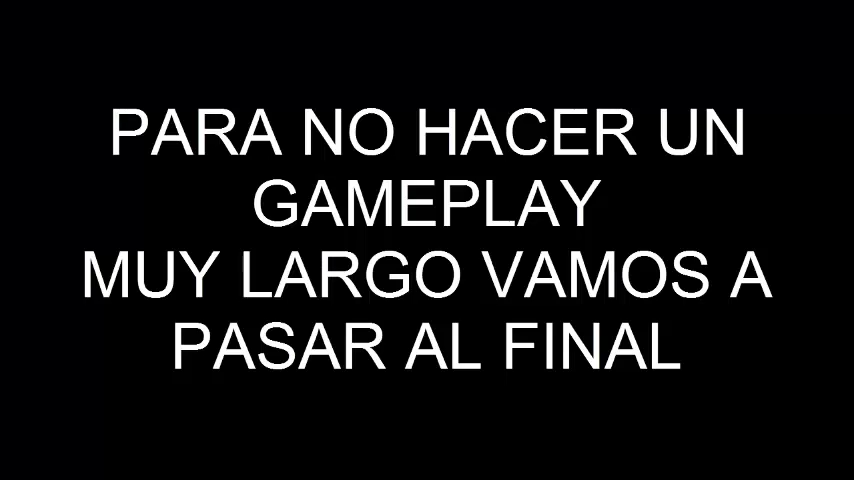 PARA NO HACER UN
GAMEPLAY
MUY LARGO VAMOS A
PASAR AL FINAL